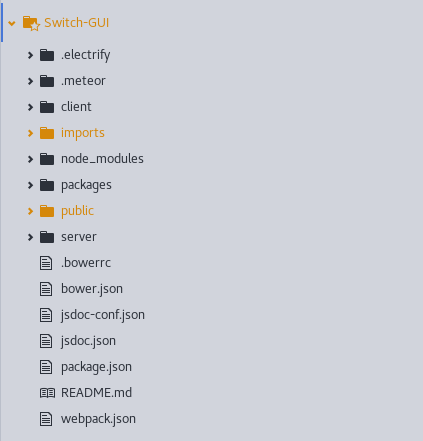 Switch-GUI
.electrify
.meteor
client
imports
node_modules
packages
public
server
.bowerrc
bower.json
jsdoc-conf.json
jsdoc.json
package.json
README.md
webpack.json